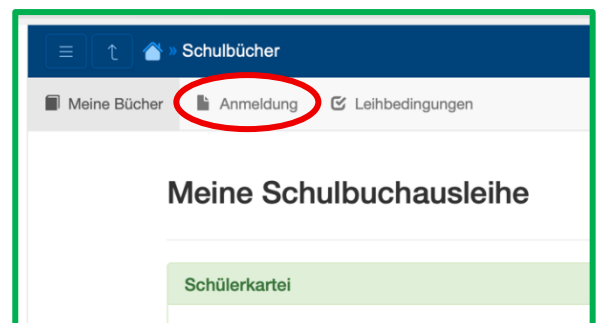 » Schulbücher
Meine Bücher Anmeldung Leihbedingungen
Meine Schulbuchausleihe
Schülerkartei